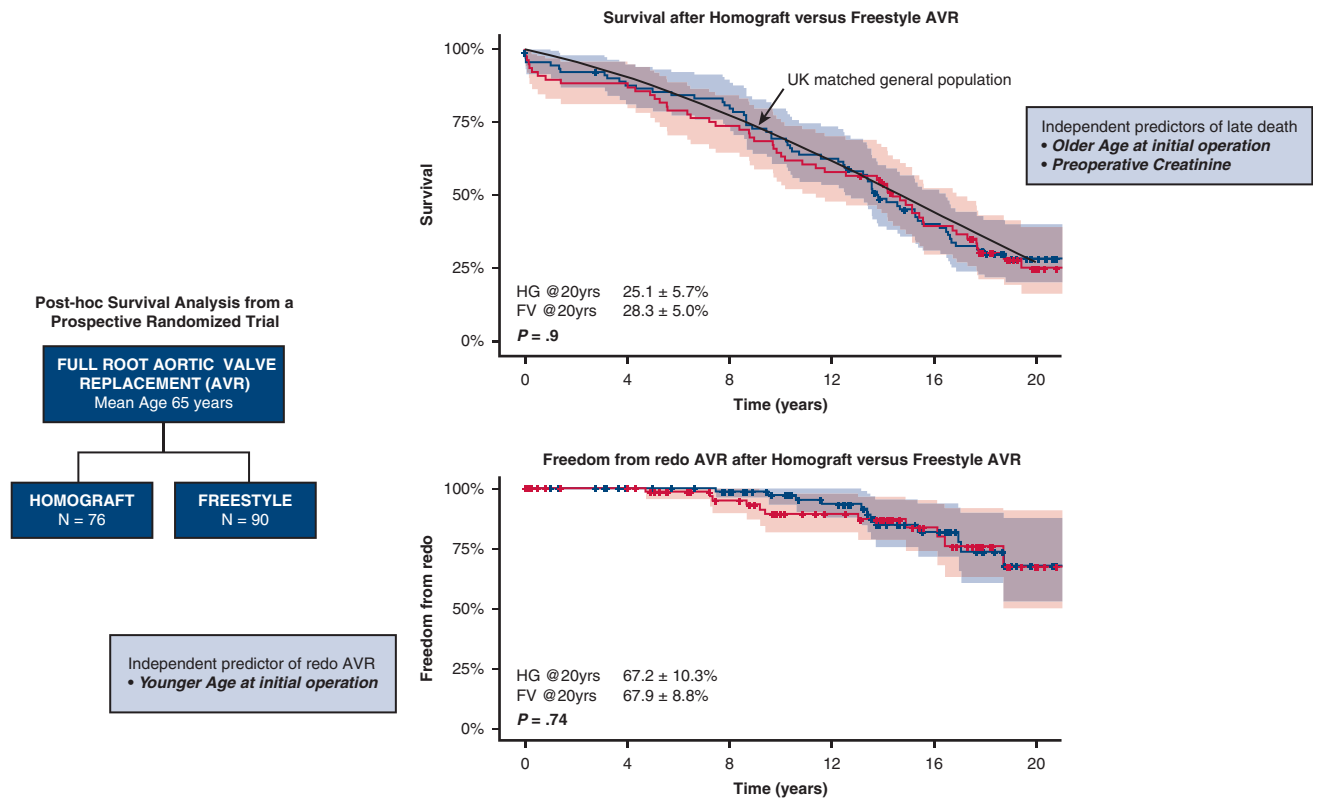 Survival after Homograft versus Freestyle AVR
100%
75%
50%
25%
0%
Survival
UK matched general population
HG @20yrs 25.1 ± 5.7%
FV @20yrs 28.3 ± 5.0%
P = .9
0 4 8 12 16 20
Time (years)
Independent predictors of late death
• Older Age at initial operation
• Preoperative Creatinine
Post-hoc Survival Analysis from a
Prospective Randomized Trial
FULL ROOT AORTIC VALVE
REPLACEMENT (AVR)
Mean Age 65 years
HOMOGRAFT
N = 76
FREESTYLE
N = 90
Independent predictor of redo AVR
• Younger Age at initial operation
Freedom from redo AVR after Homograft versus Freestyle AVR
100%
75%
50%
25%
0%
Freedom from redo
HG @20yrs 67.2 ± 10.3%
FV @20yrs 67.9 ± 8.8%
P = .74
0 4 8 12 16 20
Time (years)